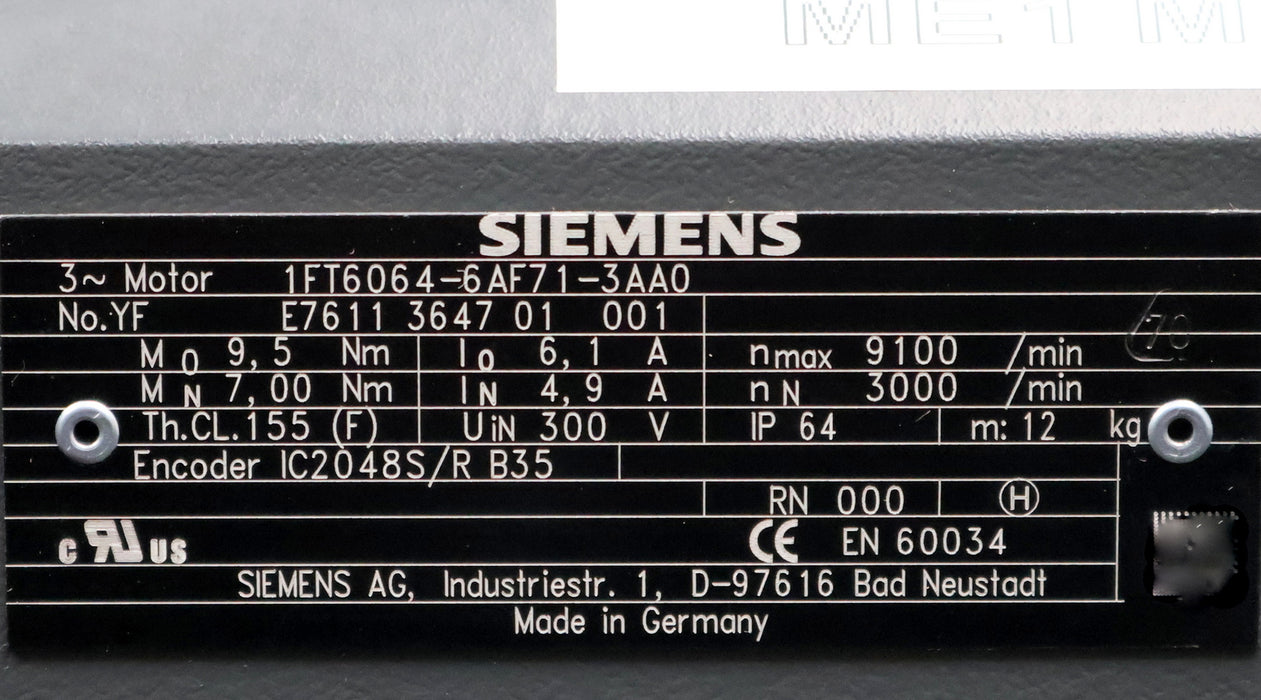 ME1M
SIEMENS
3~ Motor 1FT6064-6AF71-3AA0
No.YF E7611 3647 01 001
M0 9,5 Nm I0 6,1 A nmax 9100 /min
MN 7,00 Nm IN 4,9 A nN 3000 /min
Th.CL.155 (F) UiN 300 V IP 64 m: 12 kg
Encoder IC2048S/R B35
RN 000 H
c RU US CE EN 60034
SIEMENS AG, Industriestr. 1, D-97616 Bad Neustadt
Made in Germany